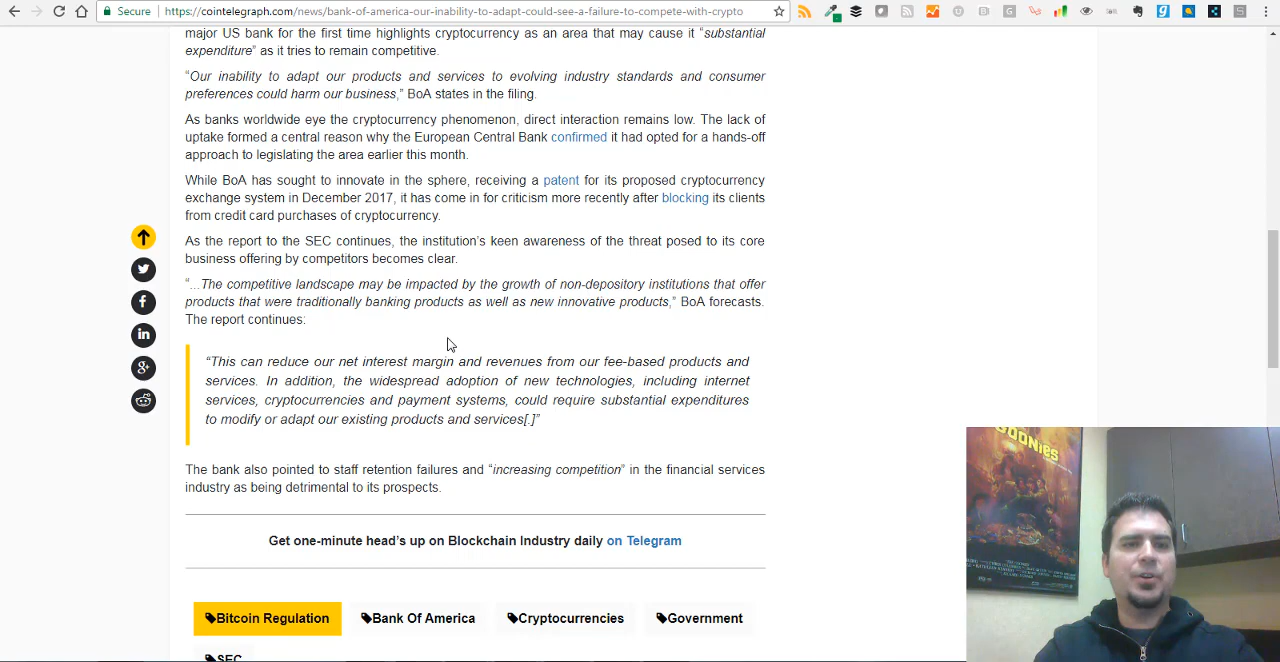 Secure
https://cointelegraph.com/news/bank-of-america-our-inability-to-adapt-could-see-a-failure-to-compete-with-crypto
major US bank for the first time highlights cryptocurrency as an area that may cause it “substantial
expenditure” as it tries to remain competitive.
“Our inability to adapt our products and services to evolving industry standards and consumer
preferences could harm our business,” BoA states in the filing.
As banks worldwide eye the cryptocurrency phenomenon, direct interaction remains low. The lack of
uptake formed a central reason why the European Central Bank confirmed it had opted for a hands-off
approach to legislating the area earlier this month.
While BoA has sought to innovate in the sphere, receiving a patent for its proposed cryptocurrency
exchange system in December 2017, it has come in for criticism more recently after blocking its clients
from credit card purchases of cryptocurrency.
As the report to the SEC continues, the institution’s keen awareness of the threat posed to its core
business offering by competitors becomes clear.
“...The competitive landscape may be impacted by the growth of non-depository institutions that offer
products that were traditionally banking products as well as new innovative products,” BoA forecasts.
The report continues:
“This can reduce our net interest margin and revenues from our fee-based products and
services. In addition, the widespread adoption of new technologies, including internet
services, cryptocurrencies and payment systems, could require substantial expenditures
to modify or adapt our existing products and services[.]”
The bank also pointed to staff retention failures and “increasing competition” in the financial services
industry as being detrimental to its prospects.
Get one-minute head’s up on Blockchain Industry daily on Telegram
Bitcoin Regulation
Bank Of America
Cryptocurrencies
Government
SEC
GOONIES